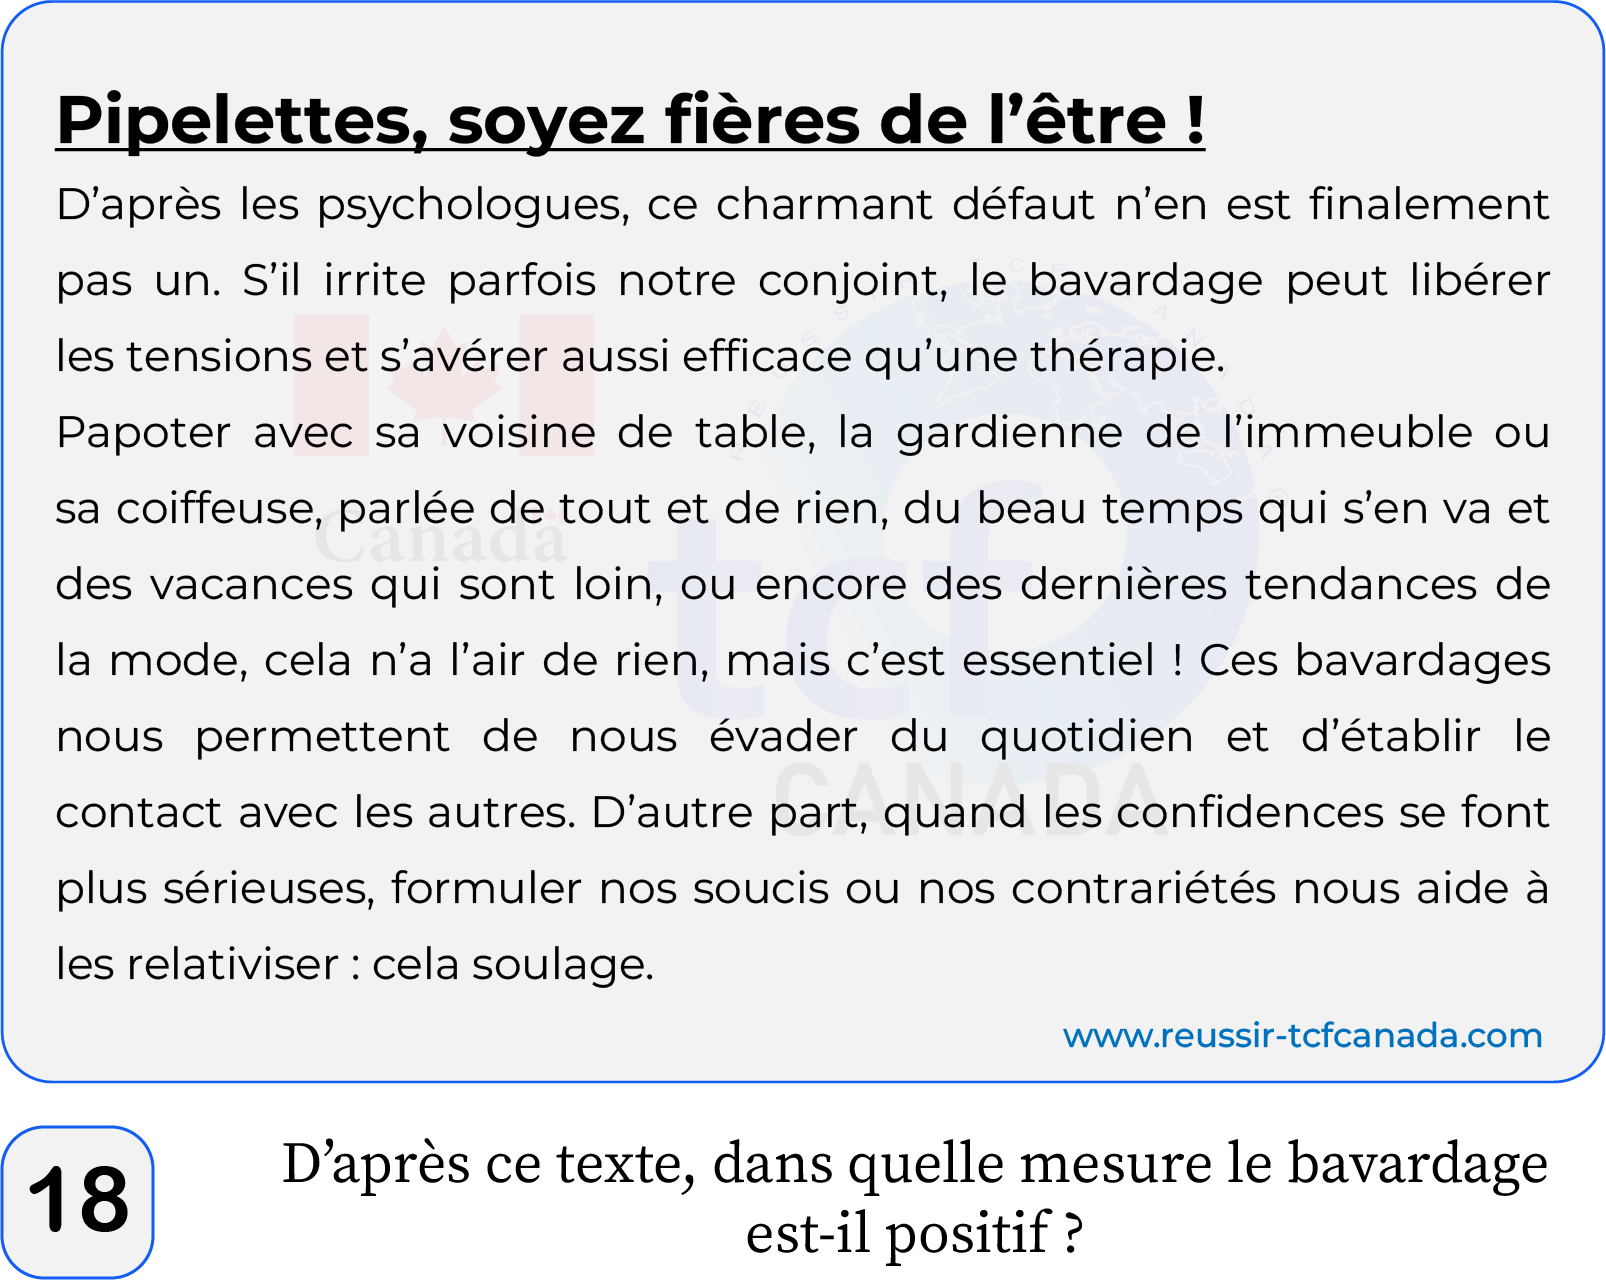 Pipelettes, soyez fières de l’être !
D’après les psychologues, ce charmant défaut n’en est finalement
pas un. S’il irrite parfois notre conjoint, le bavardage peut libérer
les tensions et s’avérer aussi efficace qu’une thérapie.
Papoter avec sa voisine de table, la gardienne de l’immeuble ou
sa coiffeuse, parlée de tout et de rien, du beau temps qui s’en va et
des vacances qui sont loin, ou encore des dernières tendances de
la mode, cela n’a l’air de rien, mais c’est essentiel ! Ces bavardages
nous permettent de nous évader du quotidien et d’établir le
contact avec les autres. D’autre part, quand les confidences se font
plus sérieuses, formuler nos soucis ou nos contrariétés nous aide à
les relativiser : cela soulage.
RÉUSSIR TCF CANADA
Canada
tcf
CANADA
www.reussir-tcfcanada.com
18
D’après ce texte, dans quelle mesure le bavardage
est-il positif ?